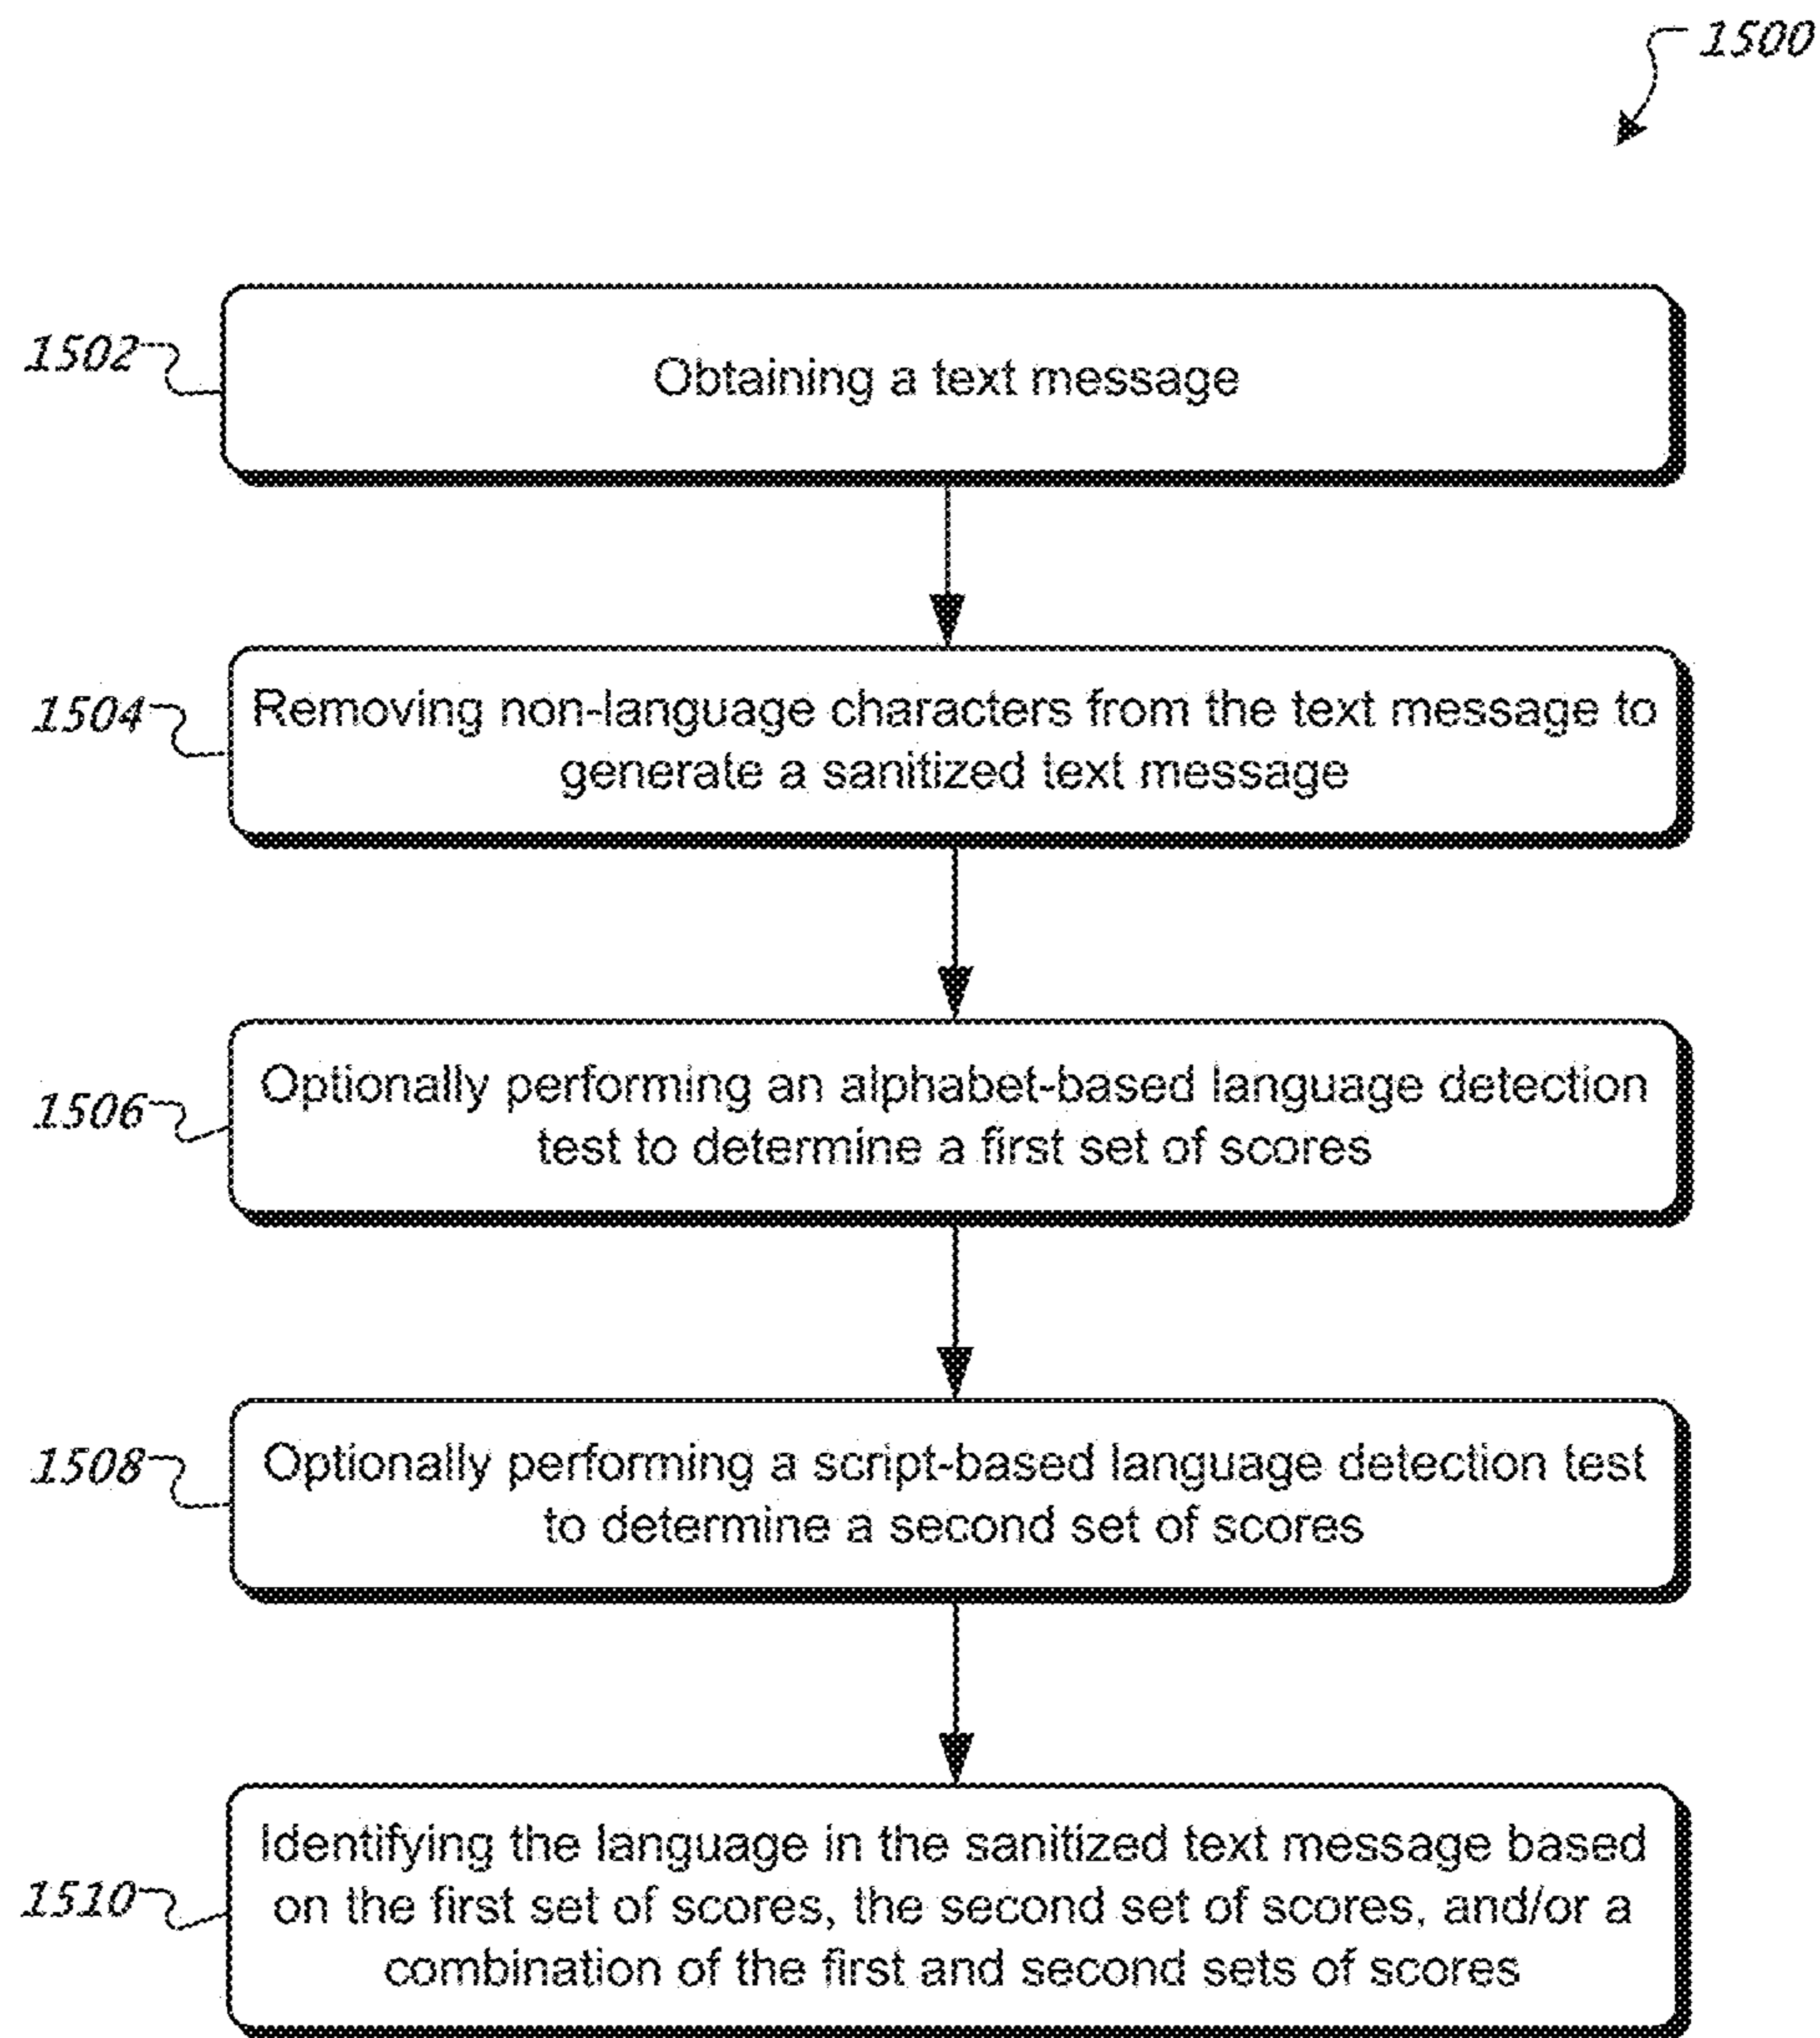 1500
1502
Obtaining a text message
1504
Removing non-language characters from the text message to
generate a sanitized text message
1506
Optionally performing an alphabet-based language detection
test to determine a first set of scores
1508
Optionally performing a script-based language detection test
to determine a second set of scores
1510
Identifying the language in the sanitized text message based
on the first set of scores, the second set of scores, and/or a
combination of the first and second sets of scores